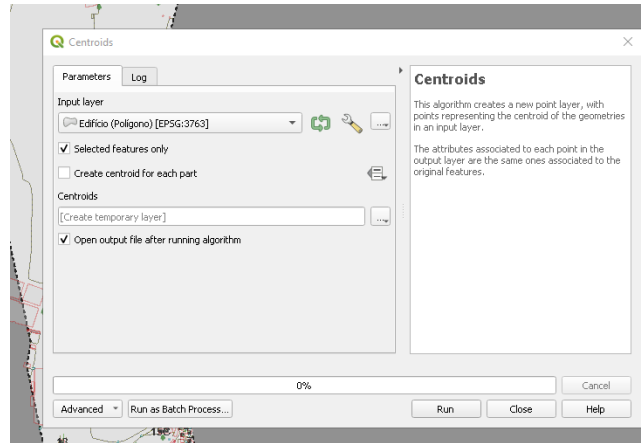 Centroids
Parameters
Log
Input layer
Edifício (Polígono) [EPSG:3763]
Selected features only
Create centroid for each part
Centroids
[Create temporary layer]
Open output file after running algorithm
Centroids
This algorithm creates a new point layer, with
points representing the centroid of the geometries
in an input layer.
The attributes associated to each point in the
output layer are the same ones associated to the
original features.
0%
Cancel
Advanced
Run as Batch Process...
Run
Close
Help